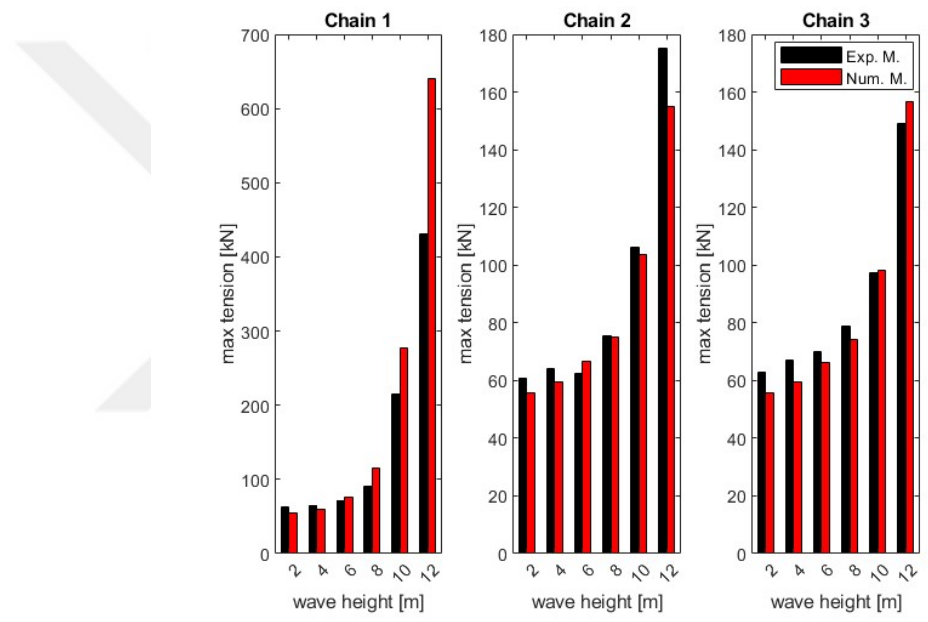 Chain 1
Chain 2
Chain 3
700
600
500
400
300
200
100
0
max tension [kN]
2 4 6 8 10 12
wave height [m]
180
160
140
120
100
80
60
40
20
0
max tension [kN]
2 4 6 8 10 12
wave height [m]
180
160
140
120
100
80
60
40
20
0
max tension [kN]
2 4 6 8 10 12
wave height [m]
Exp. M.
Num. M.